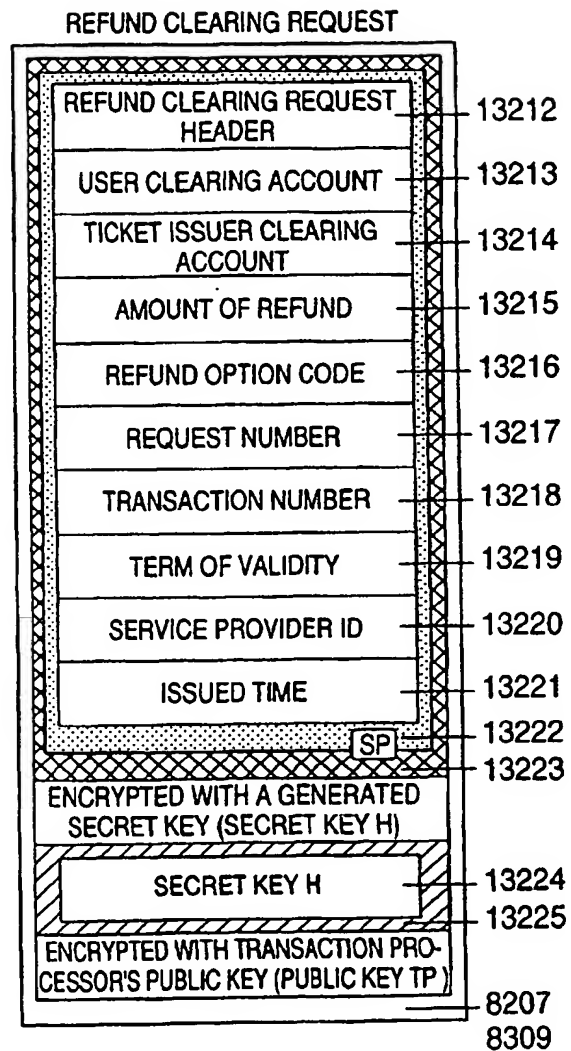 REFUND CLEARING REQUEST
REFUND CLEARING REQUEST
HEADER
13212
USER CLEARING ACCOUNT
13213
TICKET ISSUER CLEARING
ACCOUNT
13214
AMOUNT OF REFUND
13215
REFUND OPTION CODE
13216
REQUEST NUMBER
13217
TRANSACTION NUMBER
13218
TERM OF VALIDITY
13219
SERVICE PROVIDER ID
13220
ISSUED TIME
13221
SP
13222
13223
ENCRYPTED WITH A GENERATED
SECRET KEY (SECRET KEY H)
SECRET KEY H
13224
13225
ENCRYPTED WITH TRANSACTION PRO-
CESSOR'S PUBLIC KEY (PUBLIC KEY TP )
8207
8309